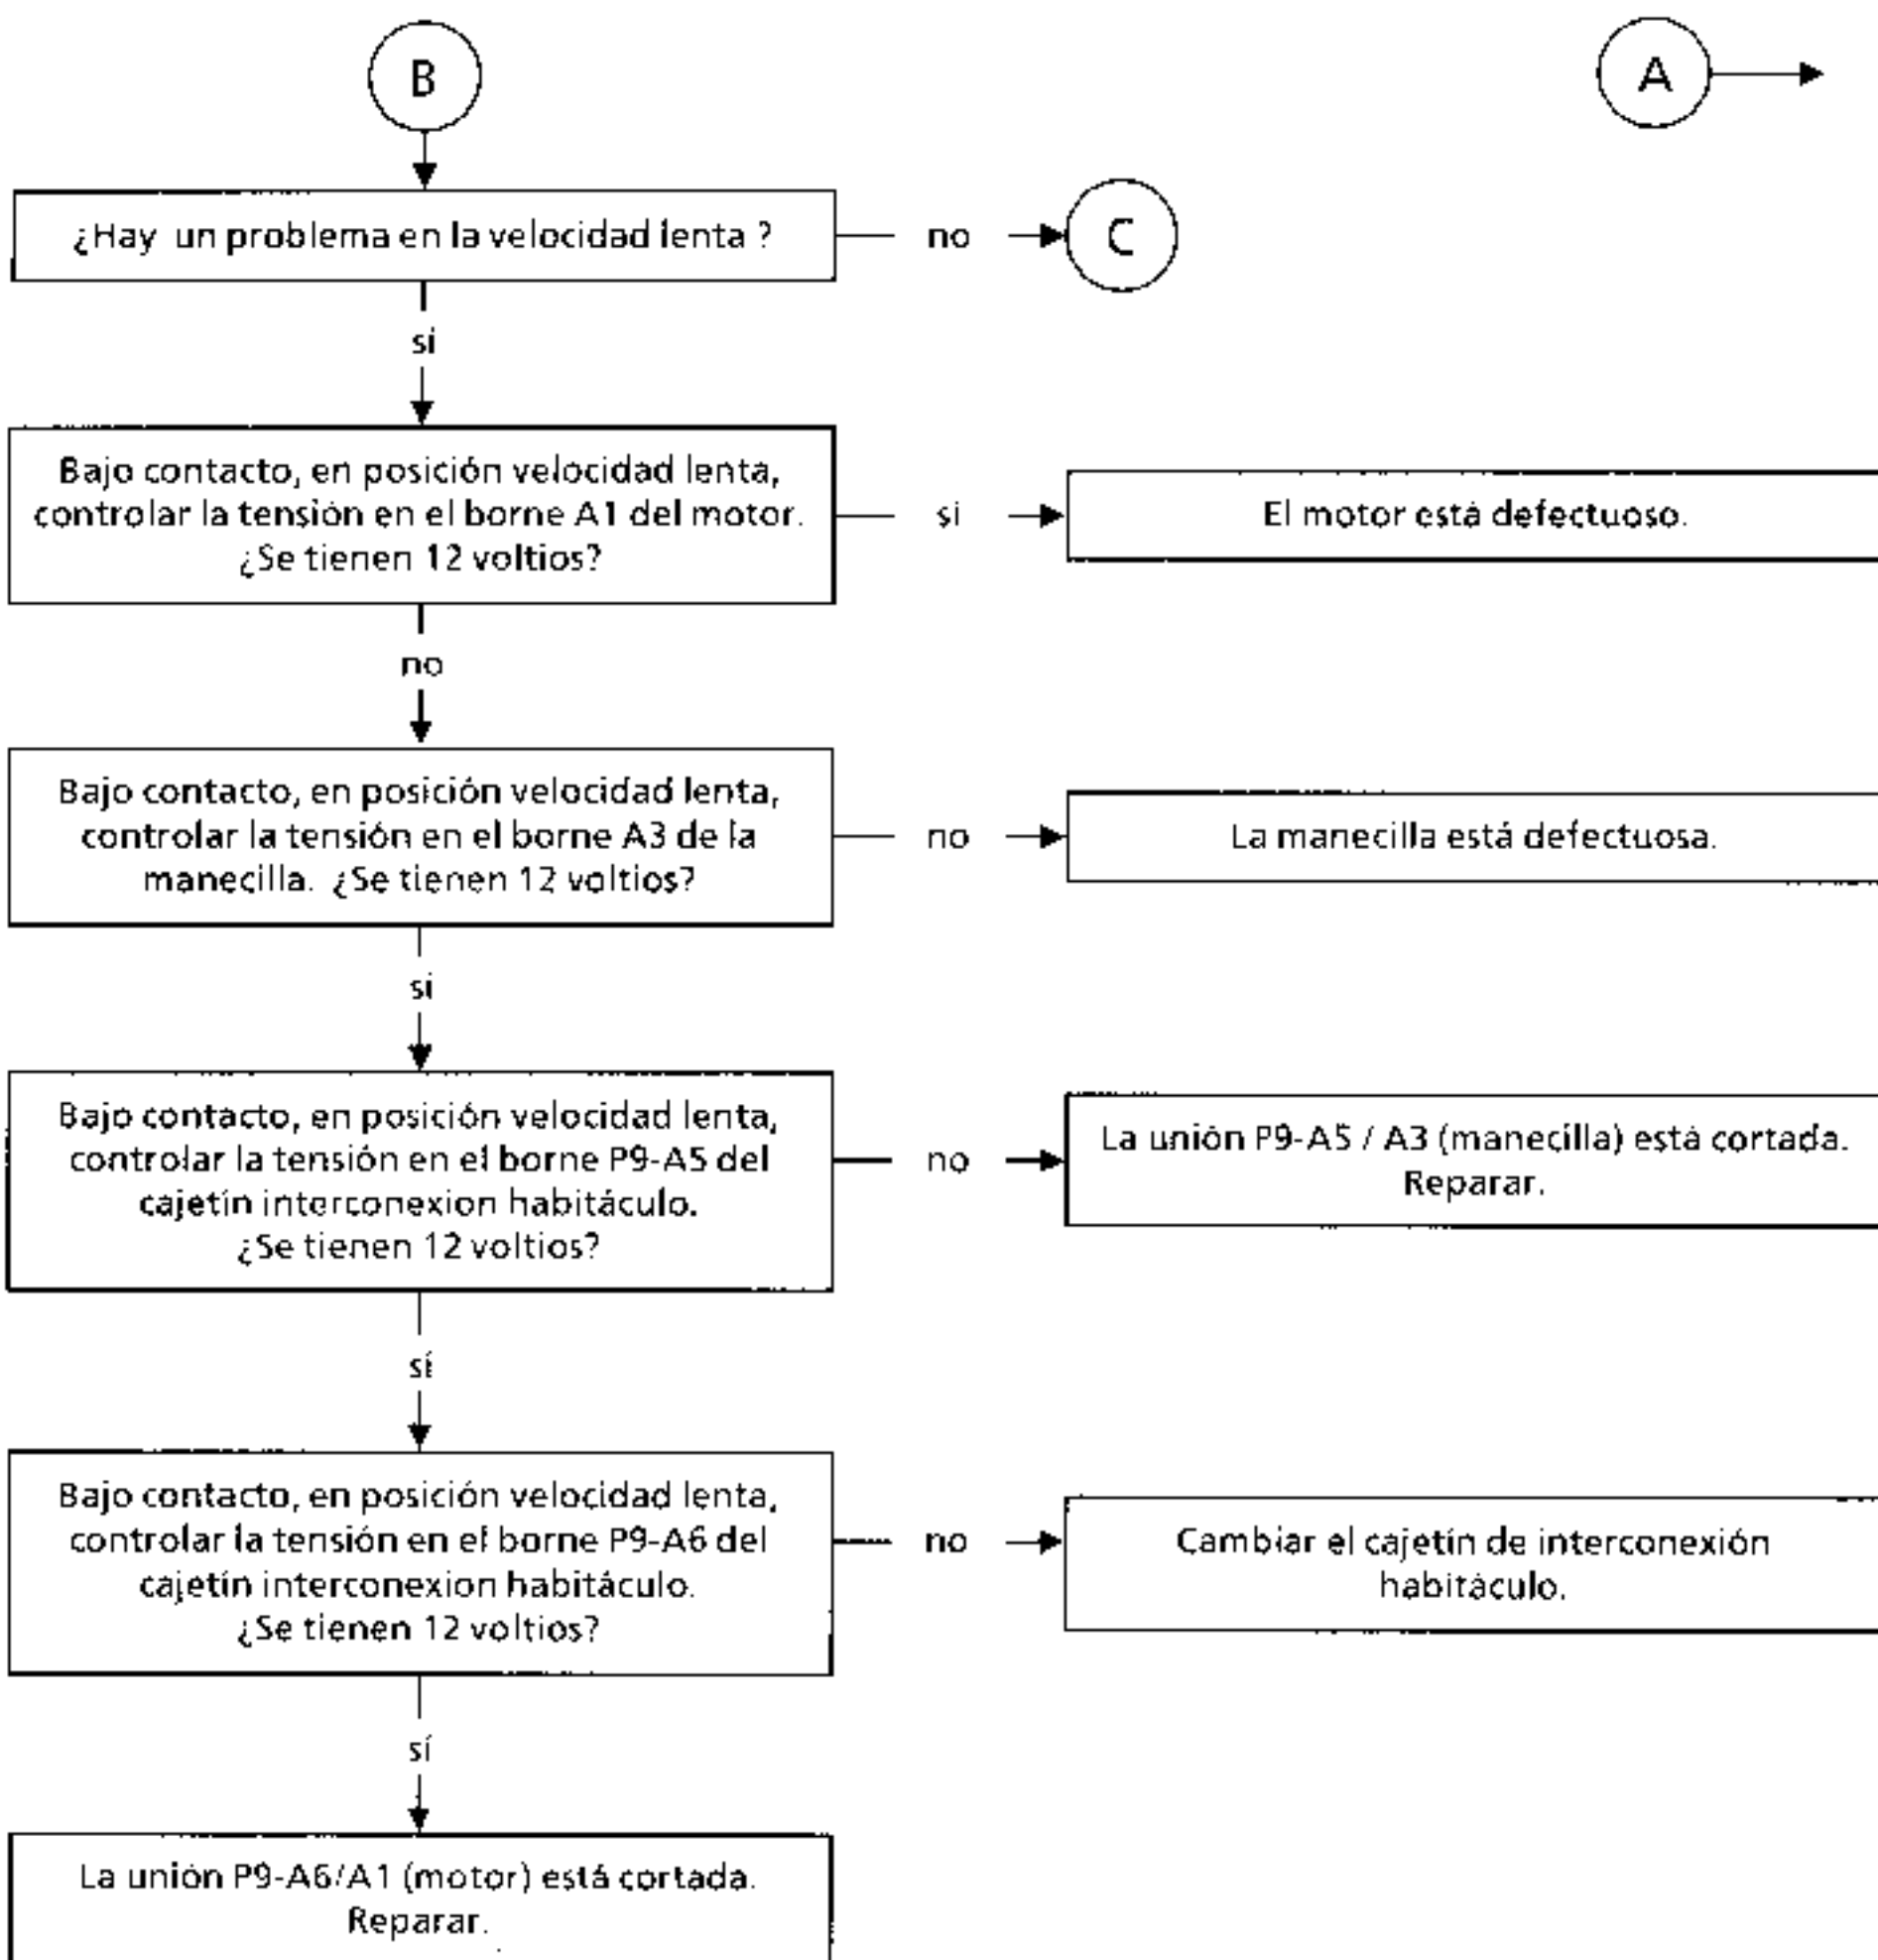 B
A
¿Hay un problema en la velocidad lenta ?
no
C
si
Bajo contacto, en posición velocidad lenta,
controlar la tensión en el borne A1 del motor.
¿Se tienen 12 voltios?
si
El motor está defectuoso.
no
Bajo contacto, en posición velocidad lenta,
controlar la tensión en el borne A3 de la
manecilla. ¿Se tienen 12 voltios?
no
La manecilla está defectuosa.
si
Bajo contacto, en posición velocidad lenta,
controlar la tensión en el borne P9-A5 del
cajetín interconexion habitáculo.
¿Se tienen 12 voltios?
no
La unión P9-A5 / A3 (manecilla) está cortada.
Reparar.
sí
Bajo contacto, en posición velocidad lenta,
controlar la tensión en el borne P9-A6 del
cajetín interconexion habitáculo.
¿Se tienen 12 voltios?
no
Cambiar el cajetín de interconexión
habitáculo.
sí
La unión P9-A6/A1 (motor) está cortada.
Reparar.